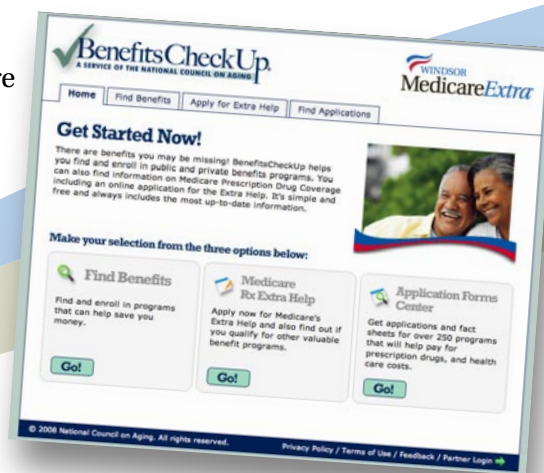 re
BenefitsCheckUp.
A SERVICE OF THE NATIONAL COUNCIL ON AGING
WINDSOR
MedicareExtra
Home
Find Benefits
Apply for Extra Help
Find Applications
Get Started Now!
There are benefits you may be missing! BenefitsCheckUp helps
you find and enroll in public and private benefits programs. You
can also find information on Medicare Prescription Drug Coverage
including an online application for the Extra Help. It's simple and
free and always includes the most up-to-date information.
Make your selection from the three options below:
Find Benefits
Find and enroll in programs
that can help save you
money.
Go!
Medicare
Rx Extra Help
Apply now for Medicare's
Extra Help and also find out if
you qualify for other valuable
benefit programs.
Go!
Application Forms
Center
Get applications and fact
sheets for over 250 programs
that will help pay for
prescription drugs, and health
care costs.
Go!
© 2008 National Council on Aging. All rights reserved.
Privacy Policy / Terms of Use / Feedback / Partner Login